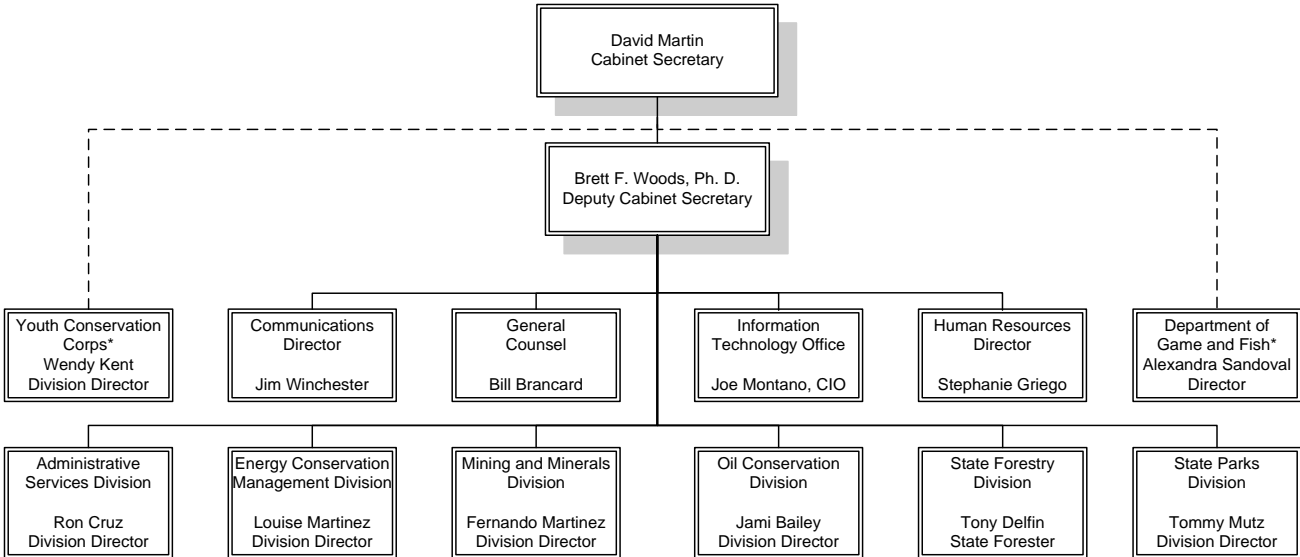 David Martin
Cabinet Secretary
Brett F. Woods, Ph. D.
Deputy Cabinet Secretary
Youth Conservation
Corps*
Wendy Kent
Division Director
Communications
Director
Jim Winchester
General
Counsel
Bill Brancard
Information
Technology Office
Joe Montano, CIO
Human Resources
Director
Stephanie Griego
Department of
Game and Fish*
Alexandra Sandoval
Director
Administrative
Services Division
Ron Cruz
Division Director
Energy Conservation
Management Division
Louise Martinez
Division Director
Mining and Minerals
Division
Fernando Martinez
Division Director
Oil Conservation
Division
Jami Bailey
Division Director
State Forestry
Division
Tony Delfin
State Forester
State Parks
Division
Tommy Mutz
Division Director